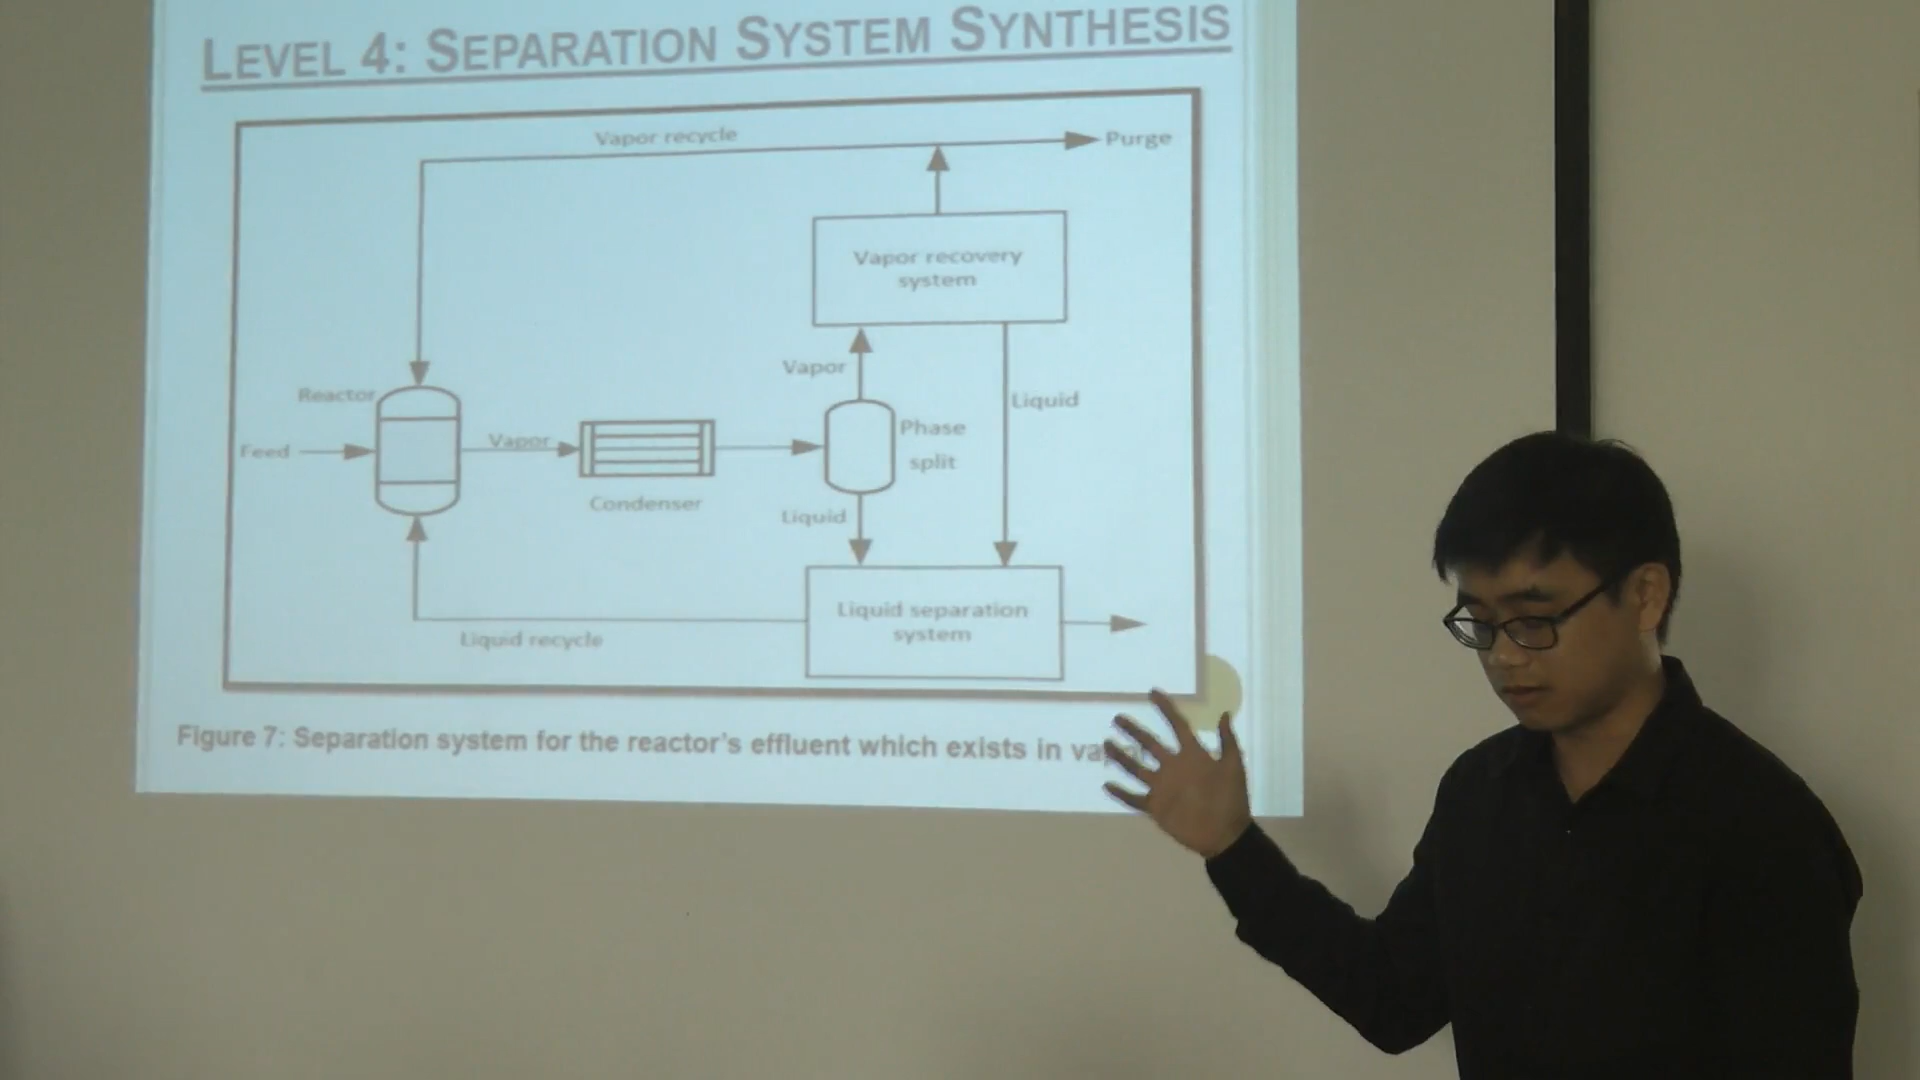 LEVEL 4: SEPARATION SYSTEM SYNTHESIS
Vapor recycle
Purge
Vapor recovery
system
Vapor
Liquid
Reactor
Feed
Vapor
Phase
split
Condenser
Liquid
Liquid separation
system
Liquid recycle
Figure 7: Separation system for the reactor's effluent which exists in